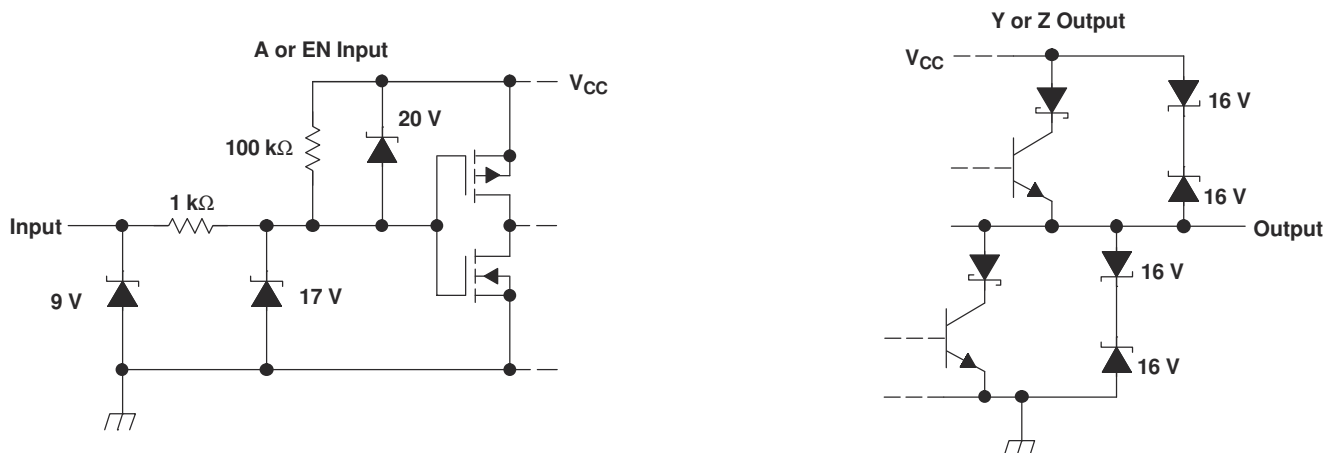 A or EN Input
V_CC
20 V
100 kΩ
1 kΩ
Input
9 V
17 V
Y or Z Output
V_CC
16 V
16 V
Output
16 V
16 V